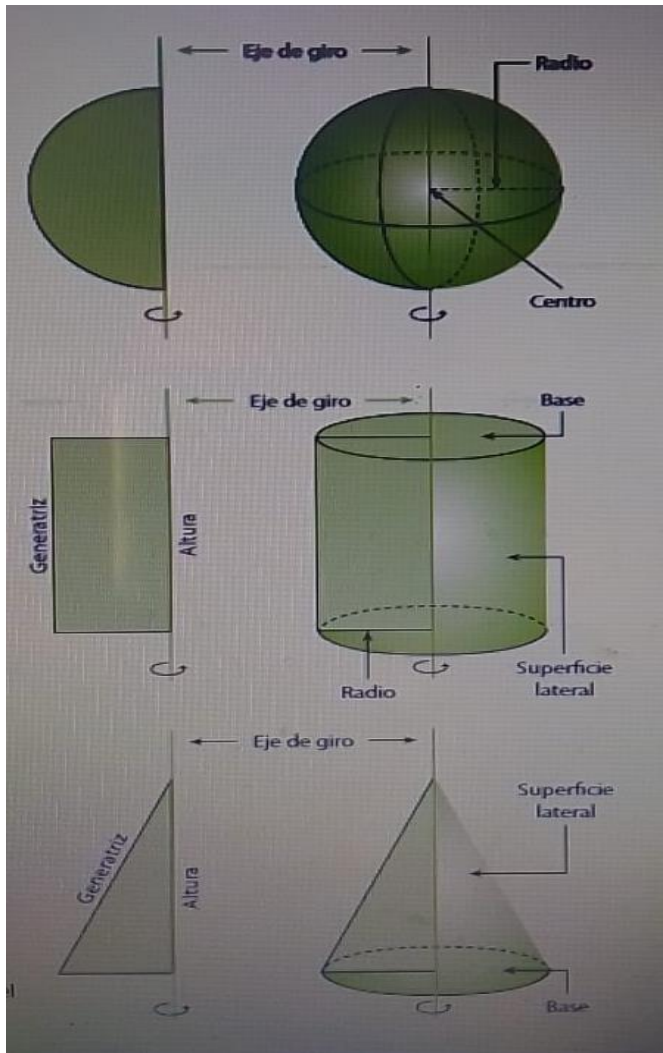 Eje de giro
Radio
Centro
Eje de giro
Base
Generatriz
Altura
Radio
Superficie
lateral
Eje de giro
Superficie
lateral
Generatriz
Altura
Base
el